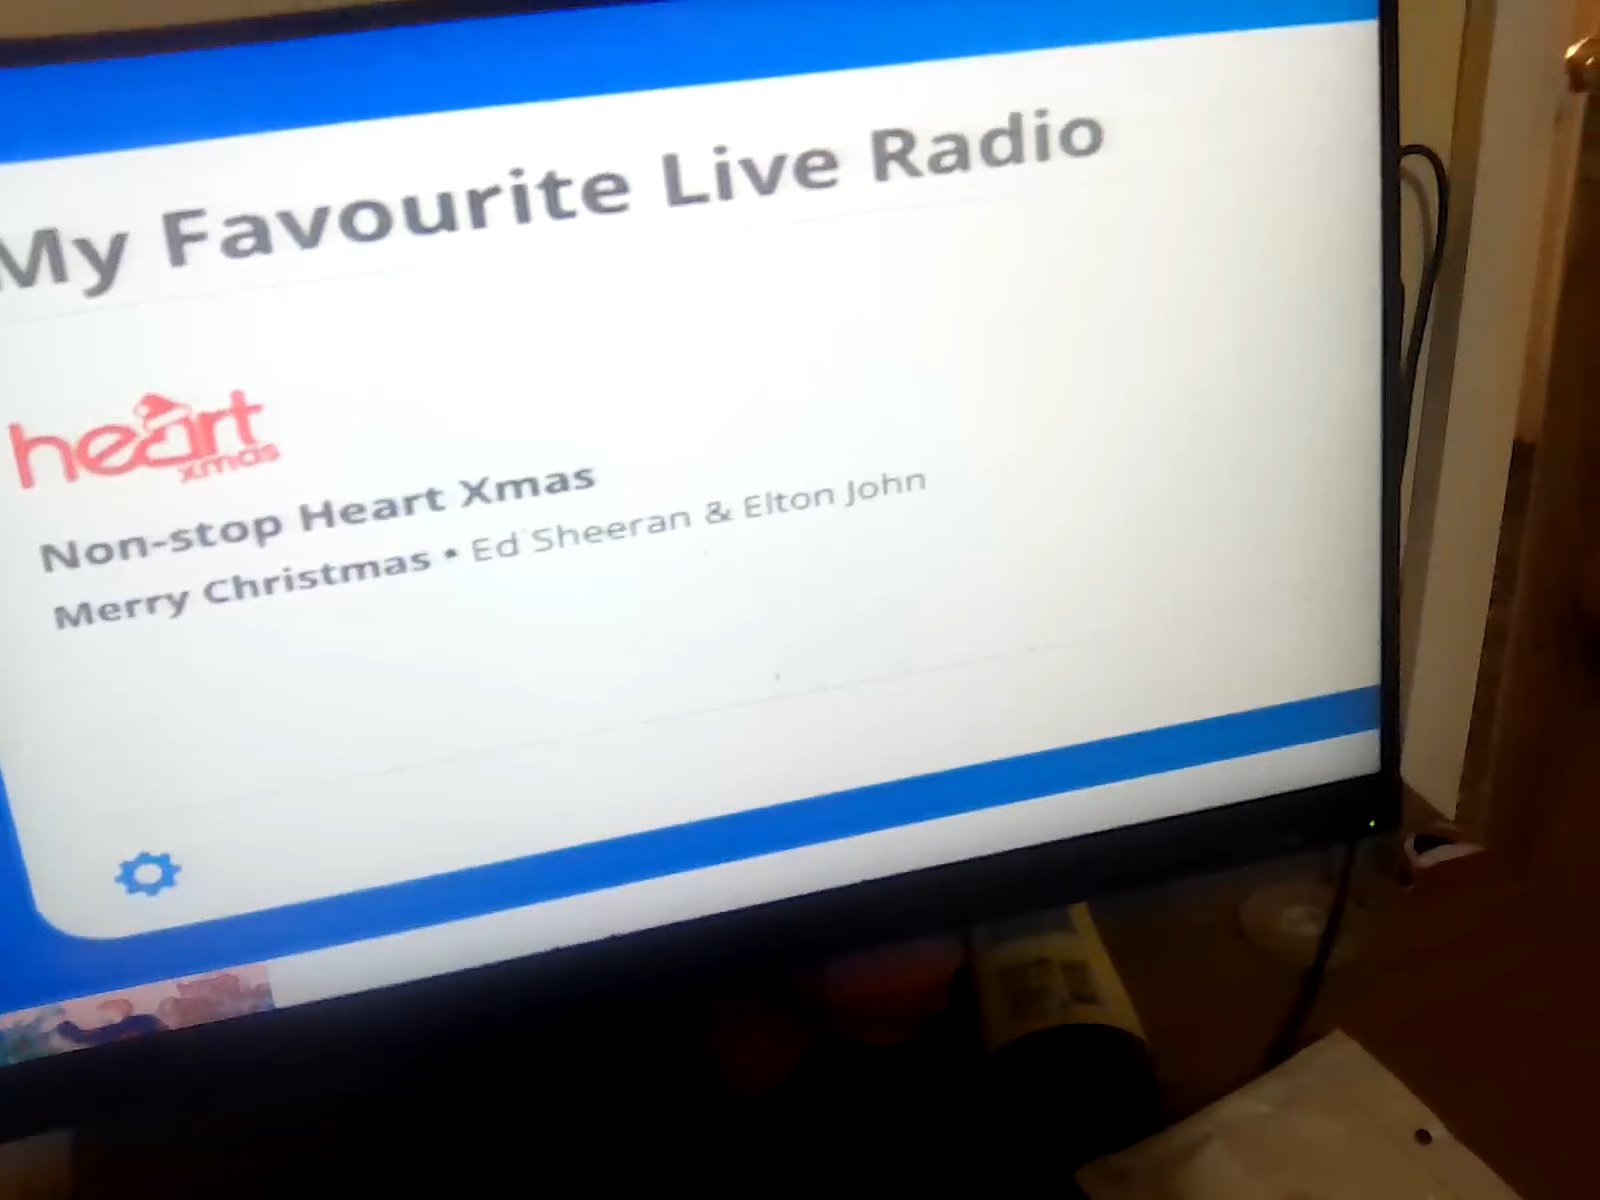 My Favourite Live Radio
heart
xmas
Non-stop Heart Xmas
Merry Christmas • Ed Sheeran & Elton John